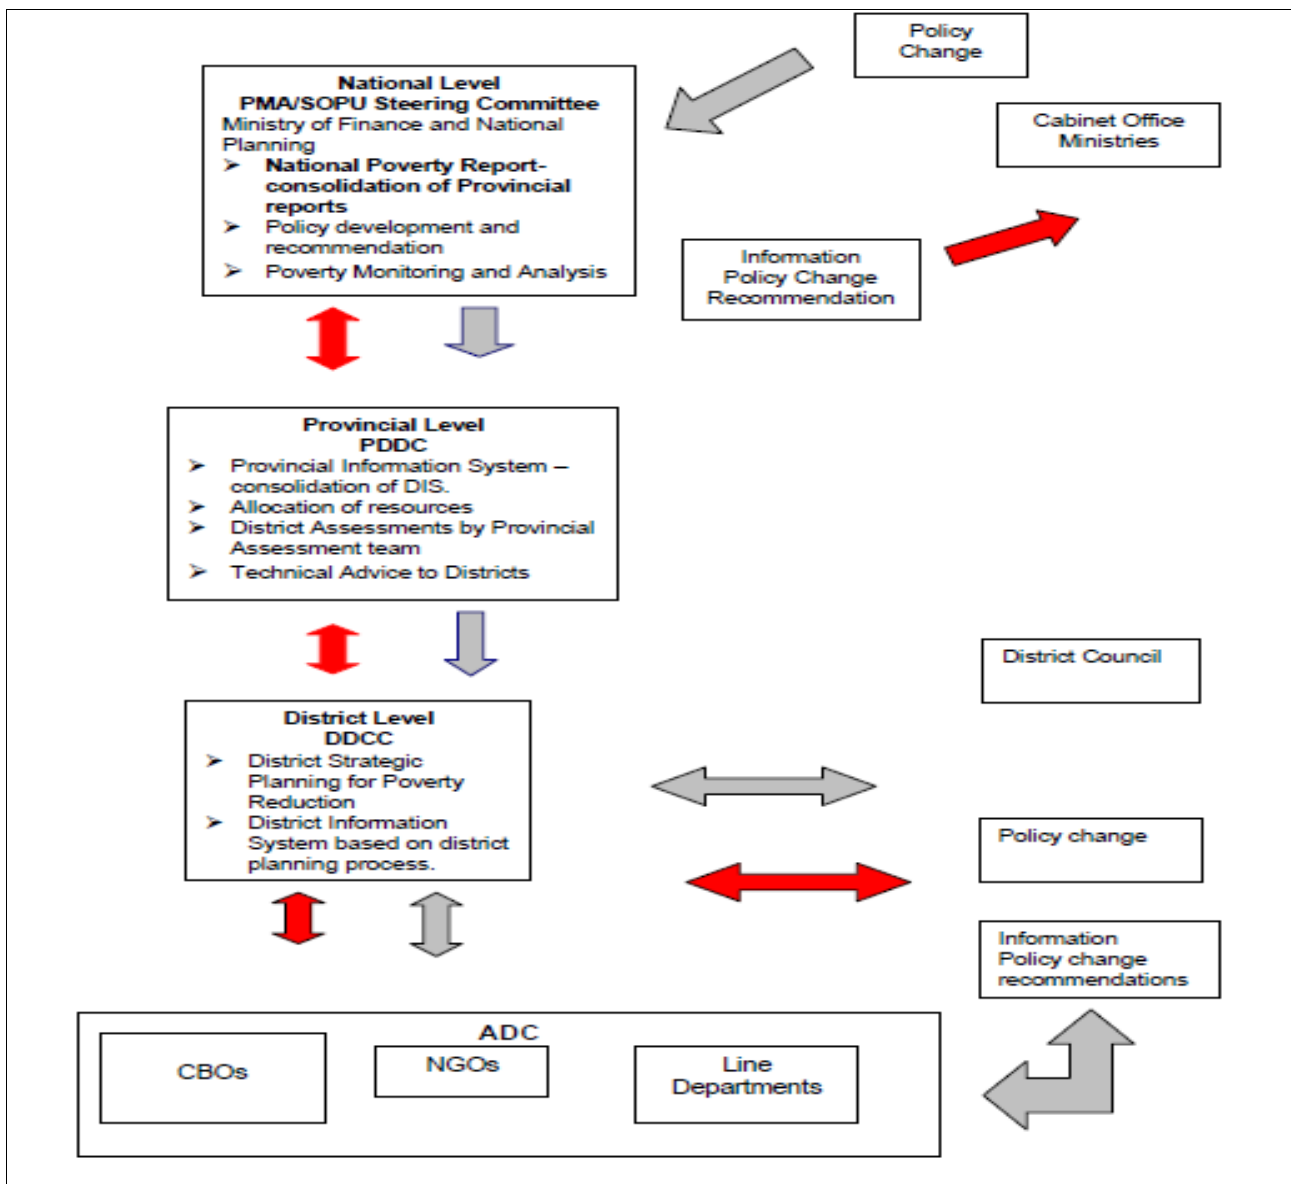 Policy
Change
National Level
PMA/SOPU Steering Committee
Ministry of Finance and National
Planning
➢ National Poverty Report-
consolidation of Provincial
reports
➢ Policy development and
recommendation
➢ Poverty Monitoring and Analysis
Cabinet Office
Ministries
Information
Policy Change
Recommendation
Provincial Level
PDDC
➢ Provincial Information System –
consolidation of DIS.
➢ Allocation of resources
➢ District Assessments by Provincial
Assessment team
➢ Technical Advice to Districts
District Council
District Level
DDCC
➢ District Strategic
Planning for Poverty
Reduction
➢ District Information
System based on district
planning process.
Policy change
Information
Policy change
recommendations
ADC
CBOs
NGOs
Line
Departments